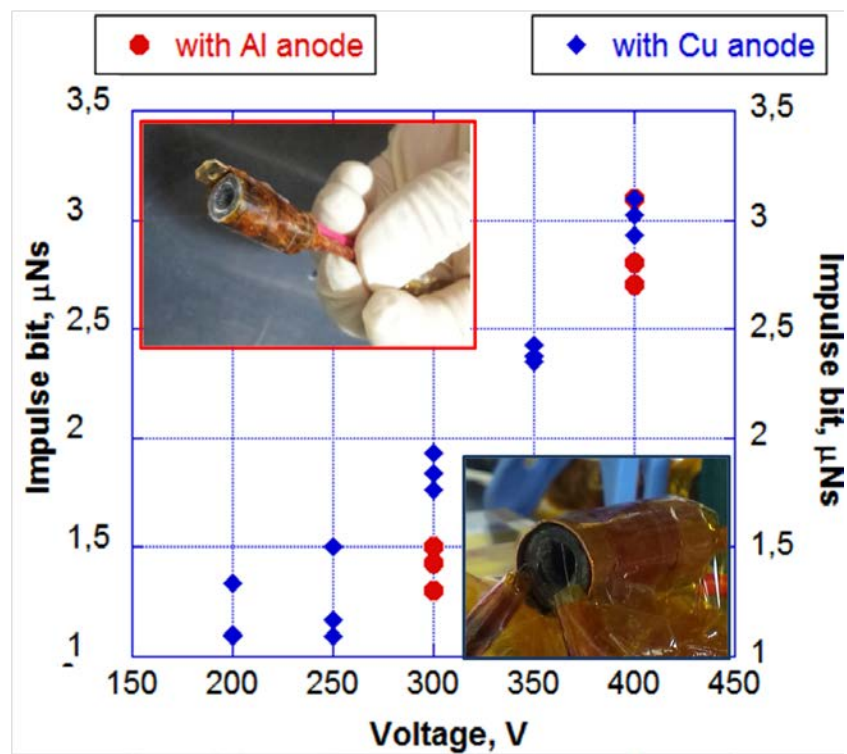 with Al anode
with Cu anode
3,5
3
2,5
2
1,5
1
Impulse bit, μNs
3,5
3
2,5
2
1,5
1
Impulse bit, μNs
150 200 250 300 350 400 450
Voltage, V